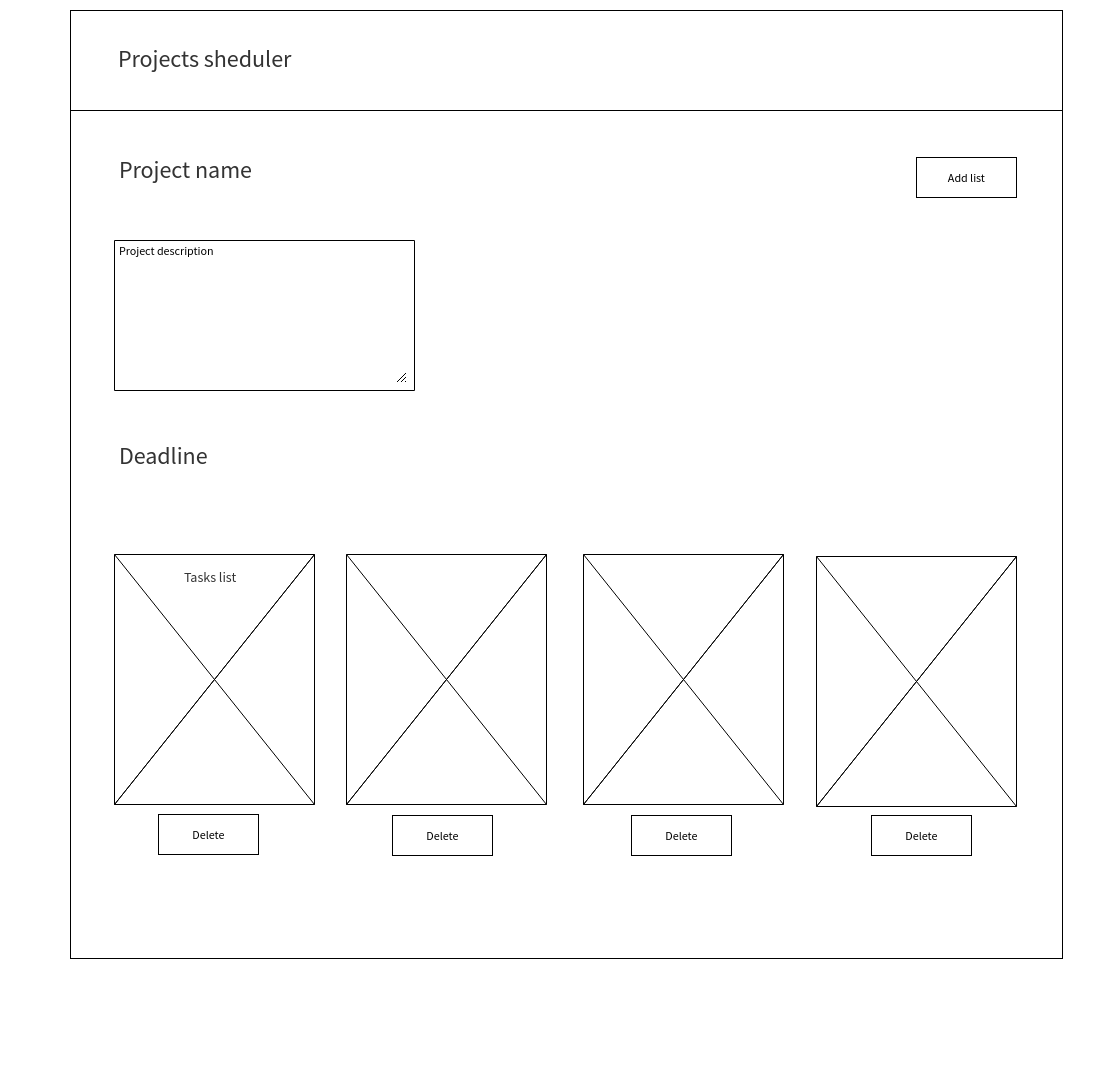 Projects sheduler
Project name
Add list
Project description
Deadline
Tasks list
Delete
Delete
Delete
Delete